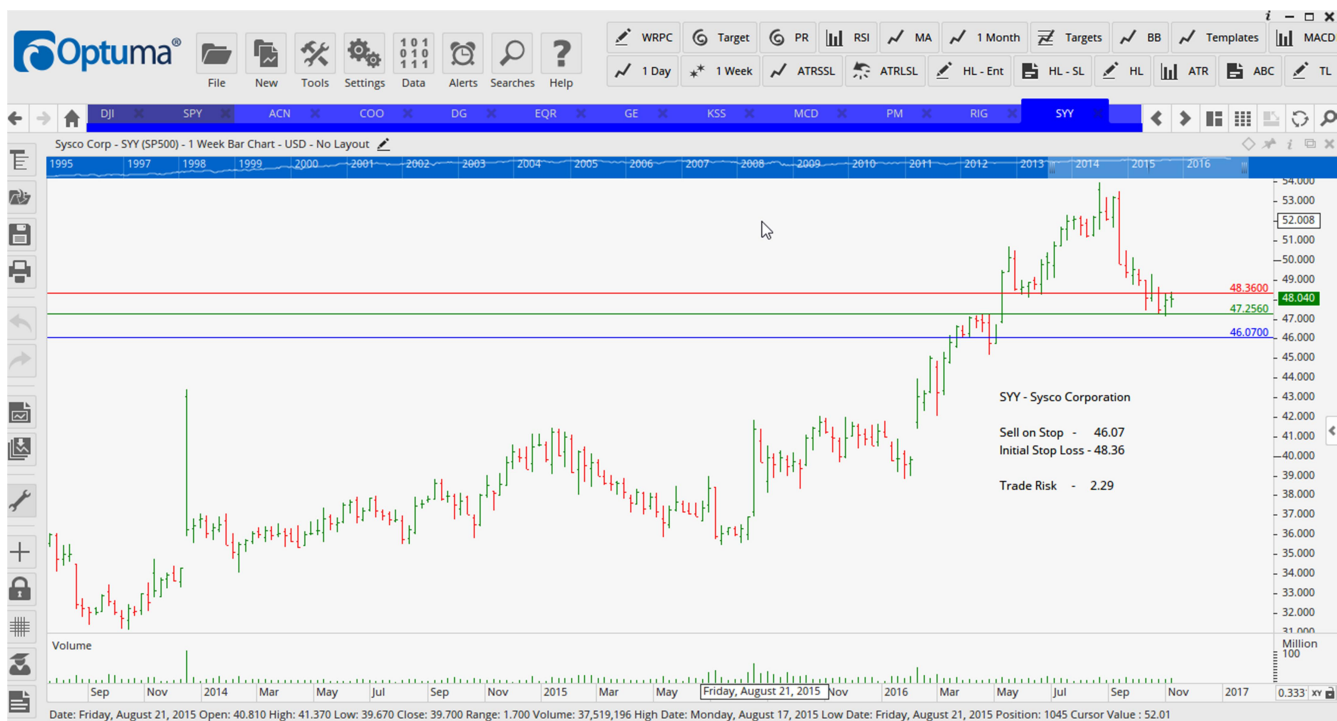 i
Optuma®
File New Tools Settings Data Alerts Searches Help
WRPC Target PR RSI MA 1 Month Targets BB Templates MACD
1 Day 1 Week ATRSSL ATRLSL HL - Ent HL - SL HL ATR ABC TL
DJI SPY ACN COO DG EQR GE KSS MCD PM RIG SYY
Sysco Corp - SYY (SP500) - 1 Week Bar Chart - USD - No Layout
1995 1997 1998 1999 2000 2001 2002 2003 2004 2005 2006 2007 2008 2009 2010 2011 2012 2013 2014 2015 2016
54.000
53.000
52.008
51.000
50.000
49.000
48.3600
48.040
47.2560
47.000
46.0700
46.000
45.000
44.000
43.000
SYY - Sysco Corporation
42.000
Sell on Stop - 46.07
41.000
Initial Stop Loss - 48.36
40.000
39.000
Trade Risk - 2.29
38.000
37.000
36.000
35.000
34.000
33.000
32.000
31.000
Volume
Million
100
Sep Nov 2014 Mar May Jul Sep Nov 2015 Mar May Friday, August 21, 2015 Nov 2016 Mar May Jul Sep Nov 2017 0.333 XY
Date: Friday, August 21, 2015 Open: 40.810 High: 41.370 Low: 39.670 Close: 39.700 Range: 1.700 Volume: 37,519,196 High Date: Monday, August 17, 2015 Low Date: Friday, August 21, 2015 Position: 1045 Cursor Value : 52.01